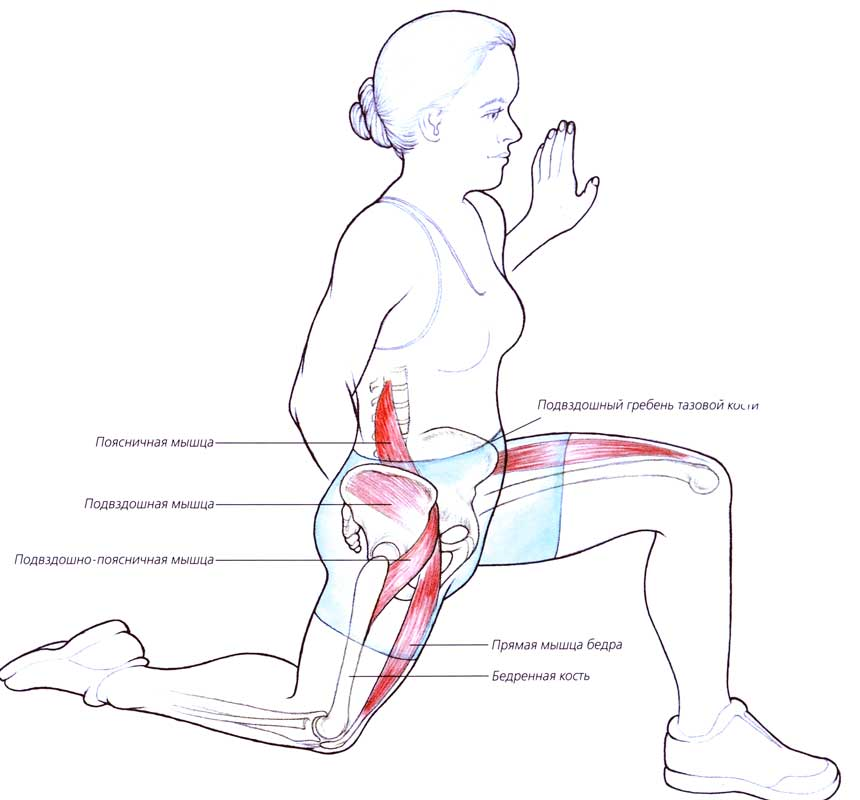 Подвздошный гребень тазовой кости
Поясничная мышца
Подвздошная мышца
Подвздошно-поясничная мышца
Прямая мышца бедра
Бедренная кость